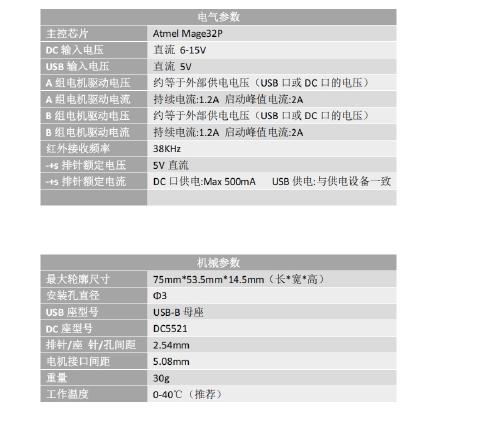 电气参数
主控芯片 Atmel Mage32P
DC 输入电压 直流 6-15V
USB 输入电压 直流 5V
A 组电机驱动电压 约等于外部供电电压（USB 口或 DC 口的电压）
A 组电机驱动电流 持续电流:1.2A 启动峰值电流:2A
B 组电机驱动电压 约等于外部供电电压（USB 口或 DC 口的电压）
B 组电机驱动电流 持续电流:1.2A 启动峰值电流:2A
红外接收频率 38KHz
-+s 排针额定电压 5V 直流
-+s 排针额定电流 DC 口供电:Max 500mA USB 供电:与供电设备一致
机械参数
最大轮廓尺寸 75mm*53.5mm*14.5mm（长*宽*高）
安装孔直径 Φ3
USB 座型号 USB-B 母座
DC 座型号 DC5521
排针/座 针/孔间距 2.54mm
电机接口间距 5.08mm
重量 30g
工作温度 0-40℃（推荐）